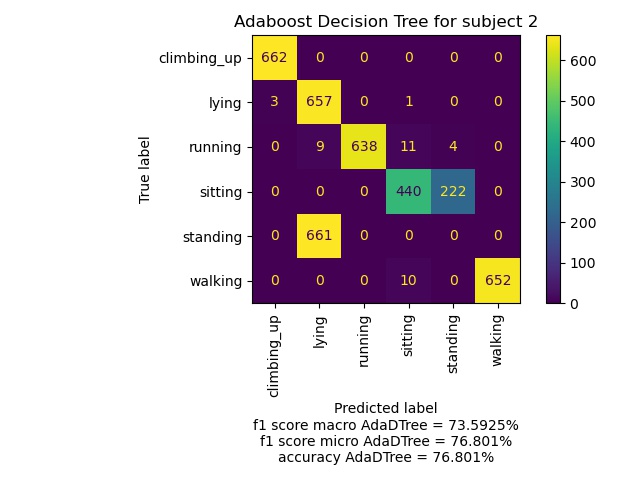 Adaboost Decision Tree for subject 2
climbing_up 662 0 0 0 0 0
lying 3 657 0 1 0 0
running 0 9 638 11 4 0
sitting 0 0 0 440 222 0
standing 0 661 0 0 0 0
walking 0 0 0 10 0 652
True label
climbing_up lying running sitting standing walking
Predicted label
600
500
400
300
200
100
0
f1 score macro AdaDTree = 73.5925%
f1 score micro AdaDTree = 76.801%
accuracy AdaDTree = 76.801%